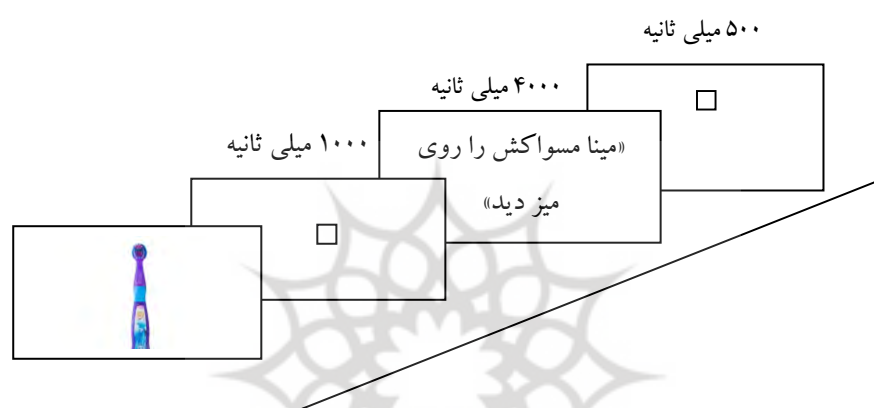 ۵۰۰ میلی ثانیه
۴۰۰۰ میلی ثانیه
«مینا مسواکش را روی
میز دید»
۱۰۰۰ میلی ثانیه